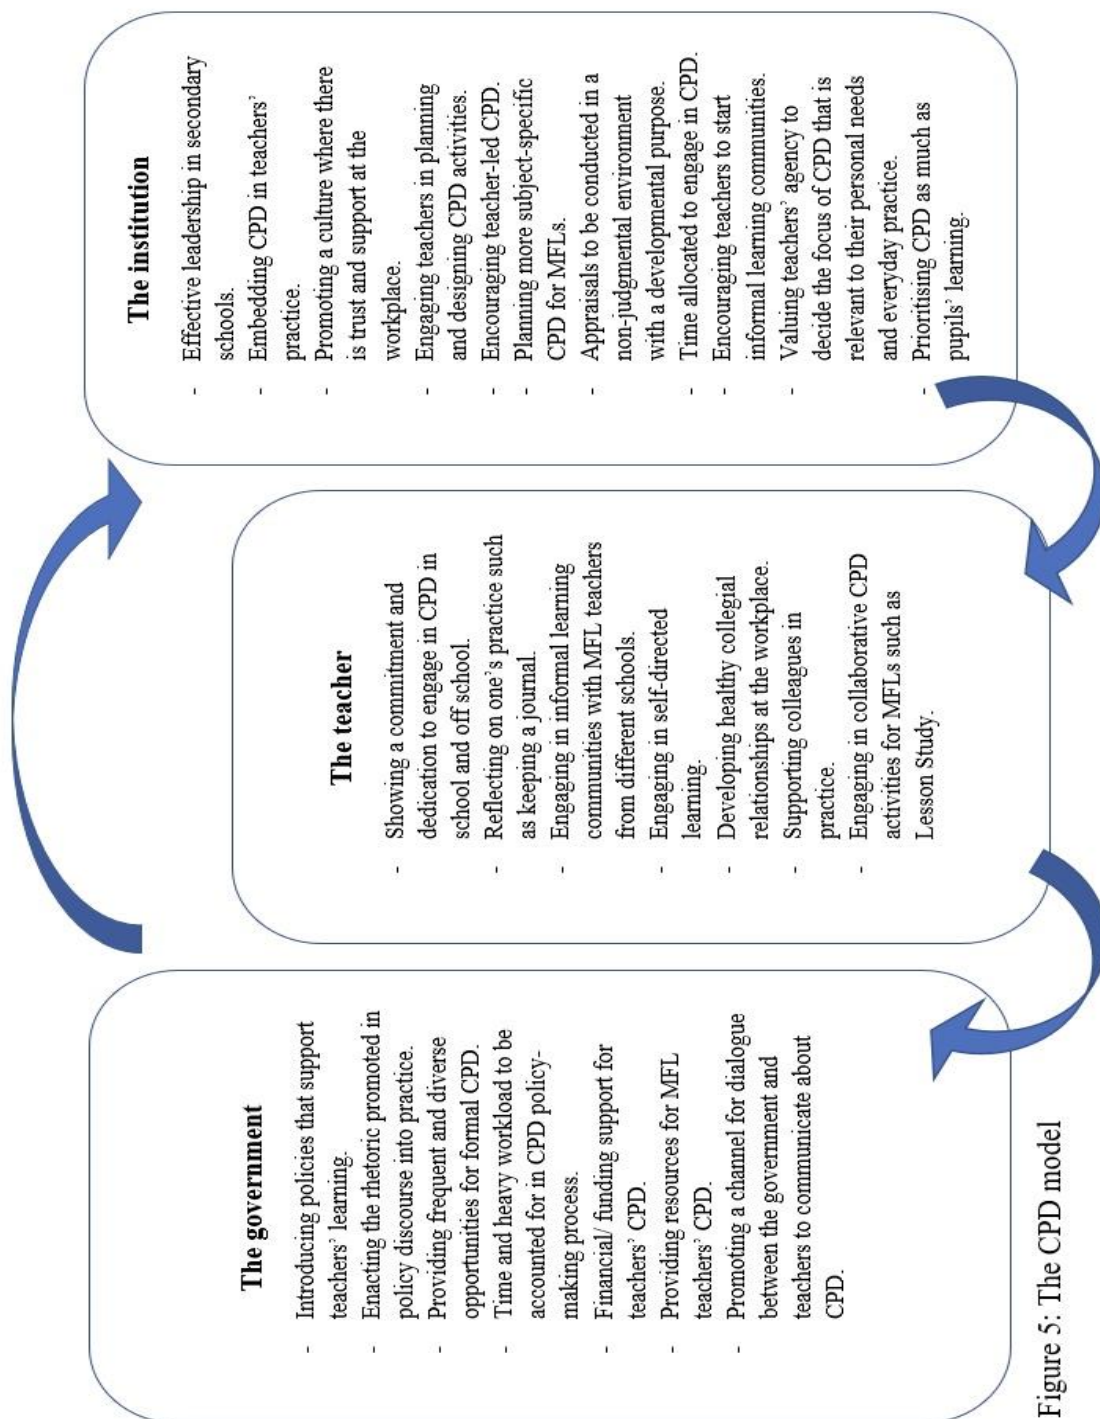 The government
- Introducing policies that support
teachers' learning.
- Enacting the rhetoric promoted in
policy discourse into practice.
- Providing frequent and diverse
opportunities for formal CPD.
- Time and heavy workload to be
accounted for in CPD policy-
making process.
- Financial/ funding support for
teachers' CPD.
- Providing resources for MFL
teachers' CPD.
- Promoting a channel for dialogue
between the government and
teachers to communicate about
CPD.
The teacher
- Showing a commitment and
dedication to engage in CPD in
school and off school.
- Reflecting on one's practice such
as keeping a journal.
- Engaging in informal learning
communities with MFL teachers
from different schools.
- Engaging in self-directed
learning.
- Developing healthy collegial
relationships at the workplace.
- Supporting colleagues in
practice.
- Engaging in collaborative CPD
activities for MFLs such as
Lesson Study.
The institution
- Effective leadership in secondary
schools.
- Embedding CPD in teachers'
practice.
- Promoting a culture where there
is trust and support at the
workplace.
- Engaging teachers in planning
and designing CPD activities.
- Encouraging teacher-led CPD.
- Planning more subject-specific
CPD for MFLs.
- Appraisals to be conducted in a
non-judgmental environment
with a developmental purpose.
- Time allocated to engage in CPD.
- Encouraging teachers to start
informal learning communities.
- Valuing teachers' agency to
decide the focus of CPD that is
relevant to their personal needs
and everyday practice.
- Prioritising CPD as much as
pupils' learning.
Figure 5: The CPD model